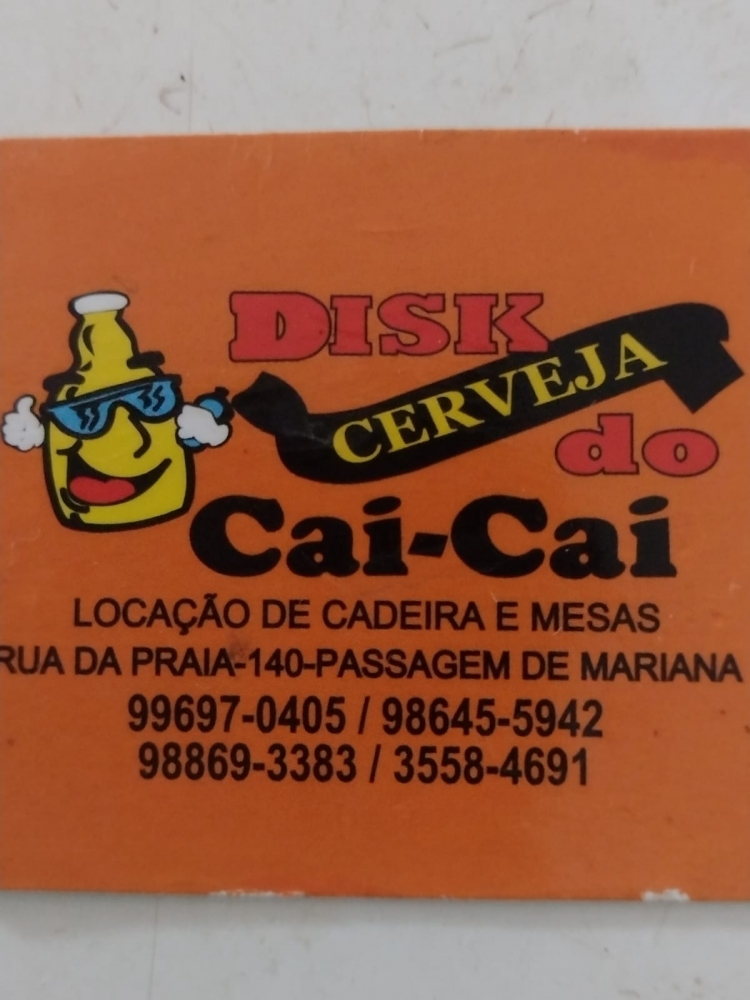 DISK
CERVEJA
do
Cai-Cai
LOCAÇÃO DE CADEIRA E MESAS
RUA DA PRAIA-140-PASSAGEM DE MARIANA
99697-0405 / 98645-5942
98869-3383 / 3558-4691